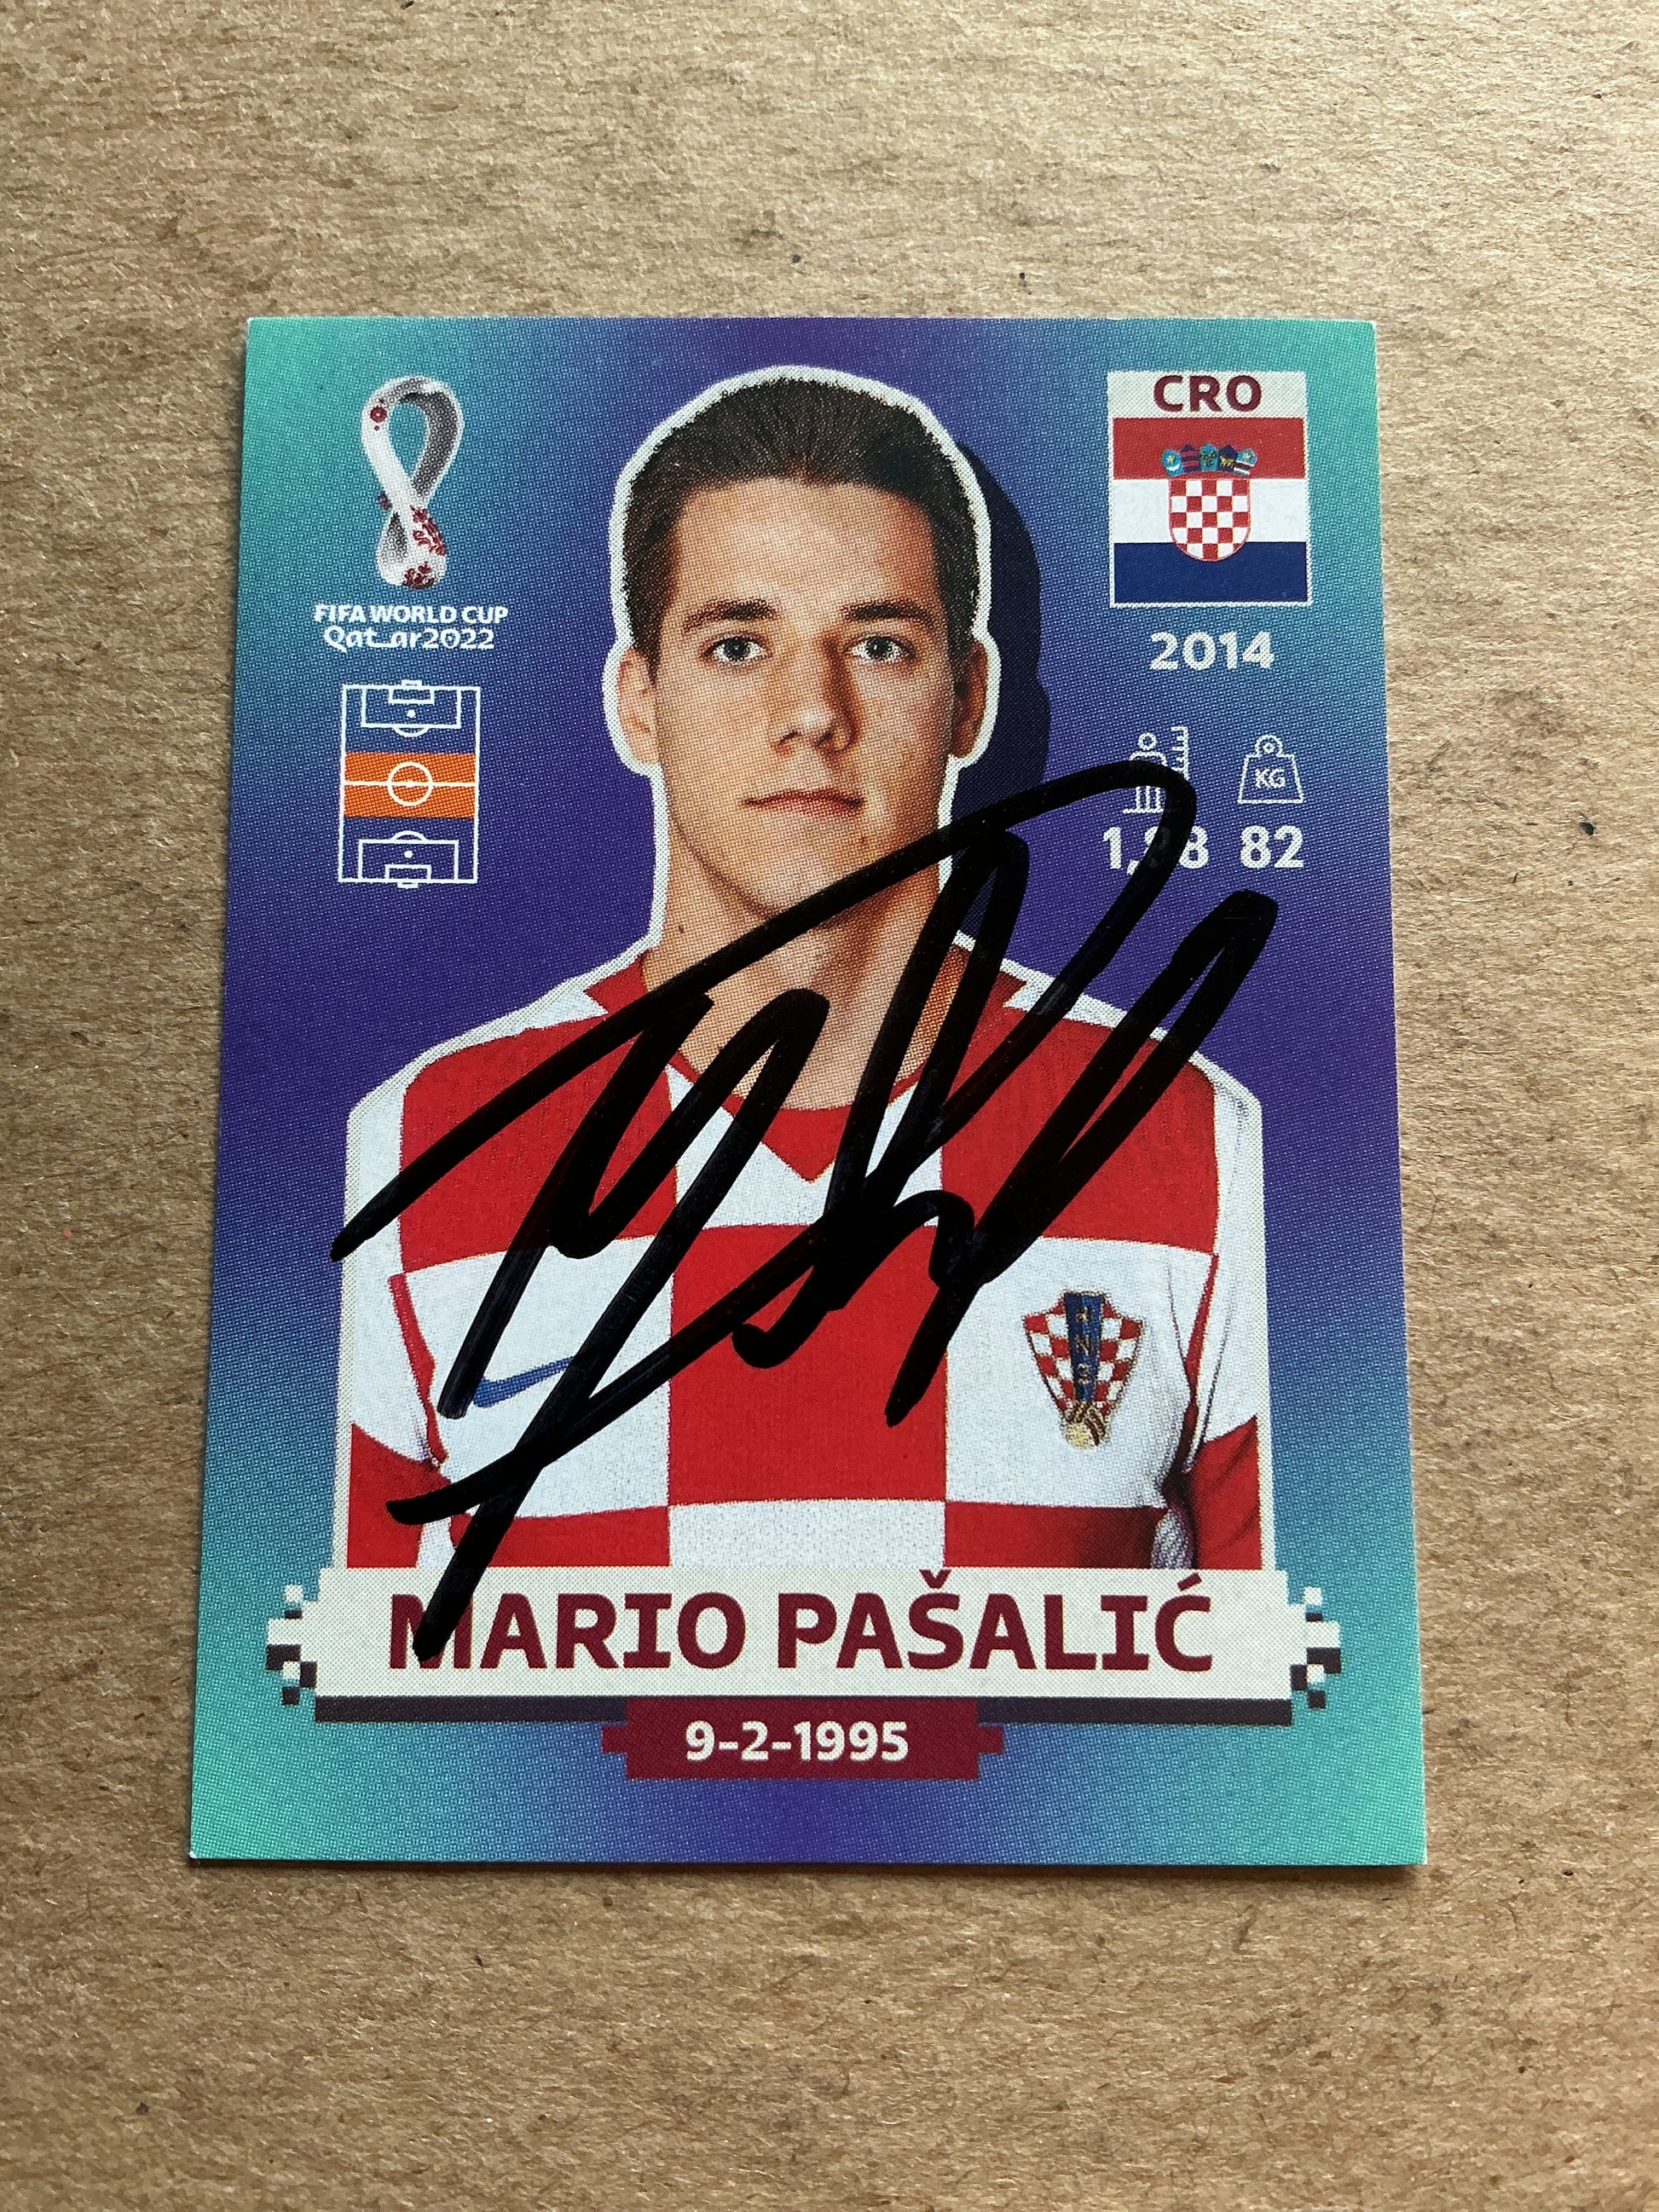 CRO
FIFA WORLD CUP
Qatar2022
2014
KG
1,88 82
MARIO PAŠALIĆ
9-2-1995